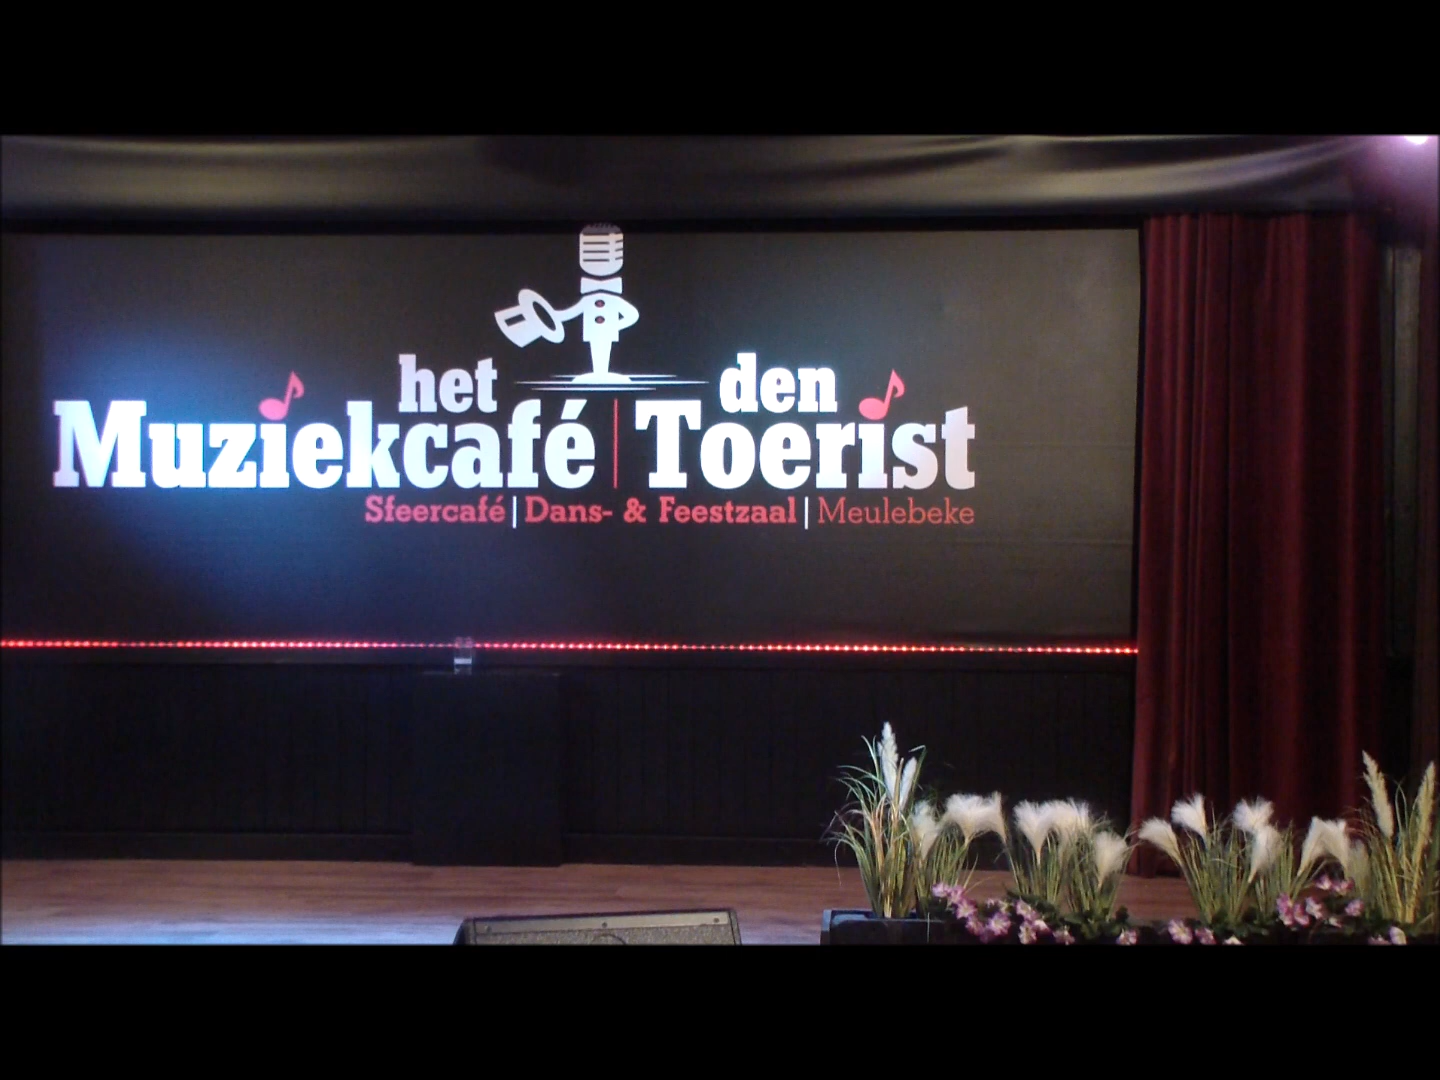 het den
Muziekcafé | Toerist
Sfeercafé | Dans- & Feestzaal | Meulebeke